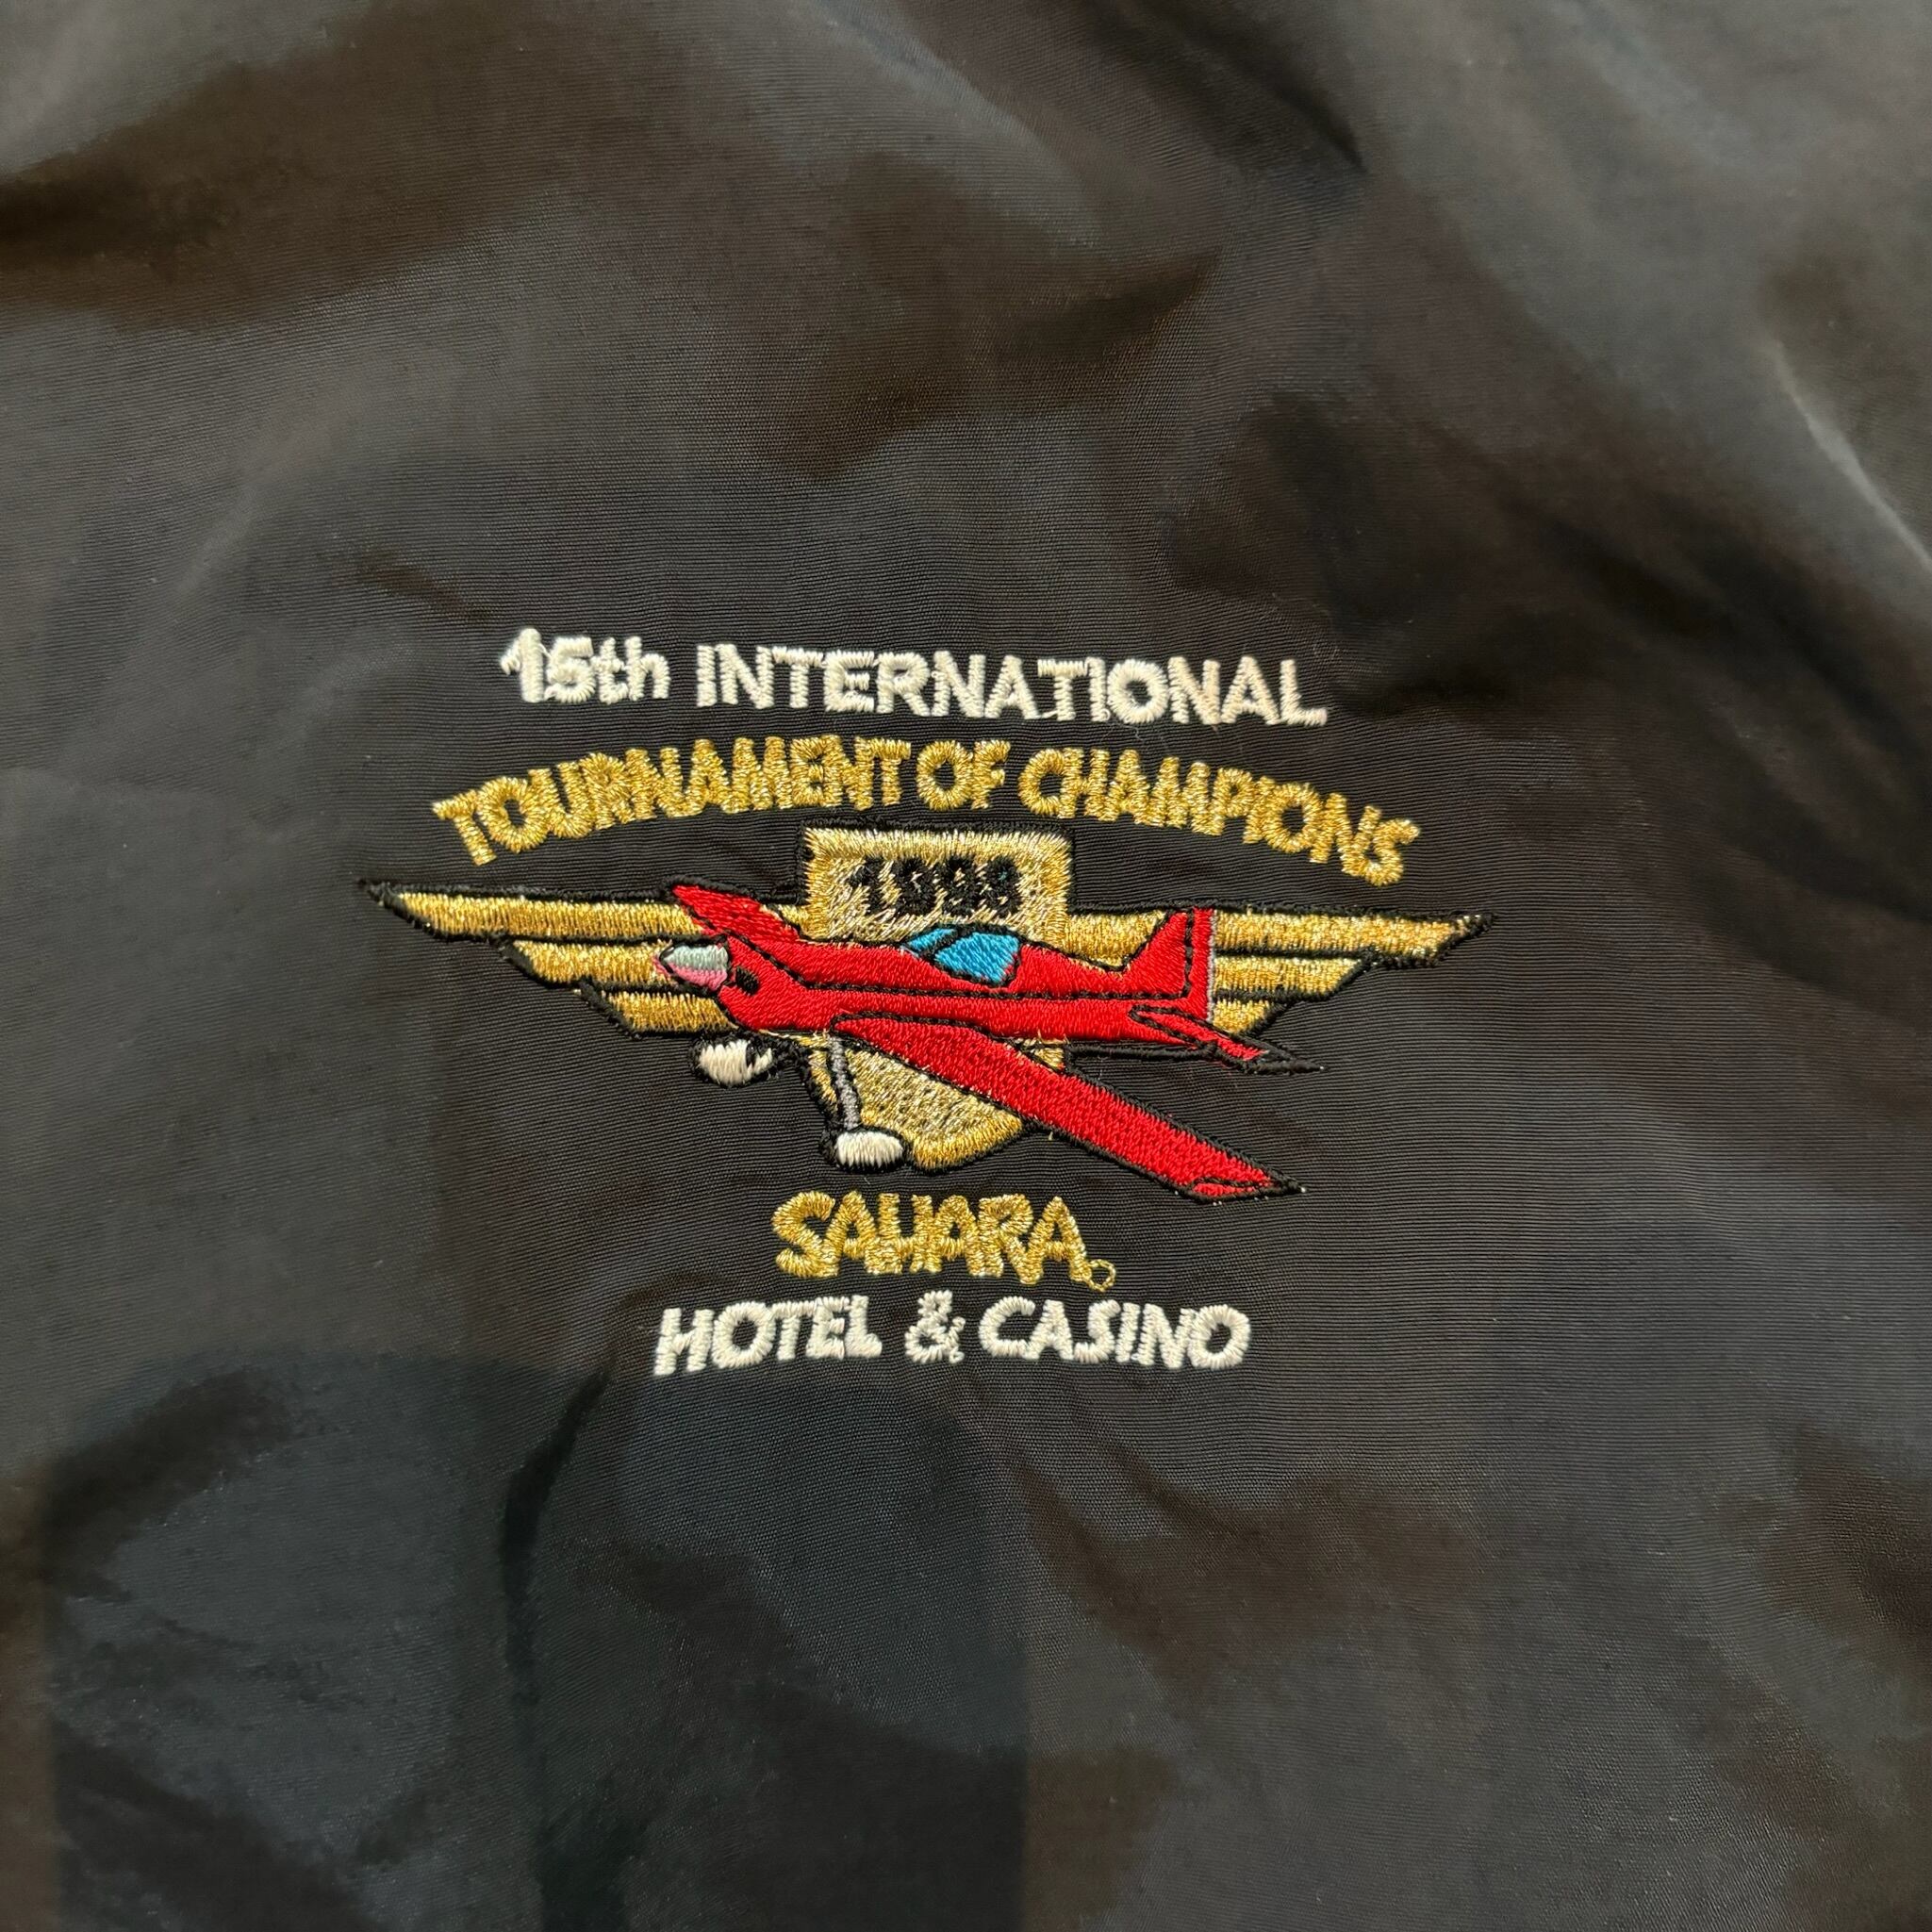 15th INTERNATIONAL
TOURNAMENT OF CHAMPIONS
SAHARA
HOTEL & CASINO